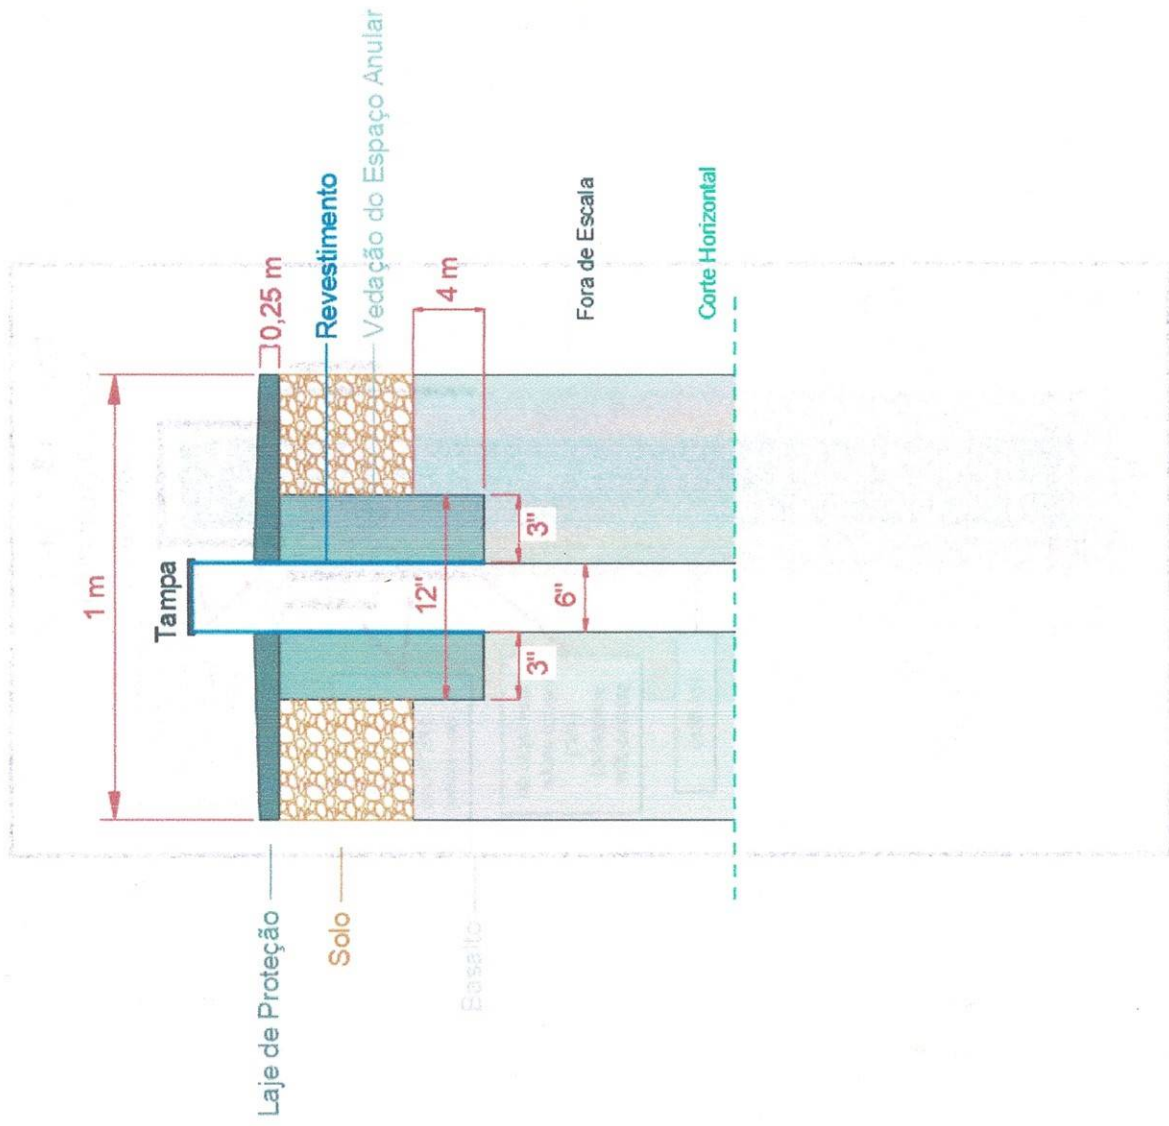 1 m
Tampa
0,25 m
Laje de Proteção
Revestimento
Solo
Vedação do Espaço Anular
12"
4 m
Basalto
3"
3"
6"
Fora de Escala
Corte Horizontal